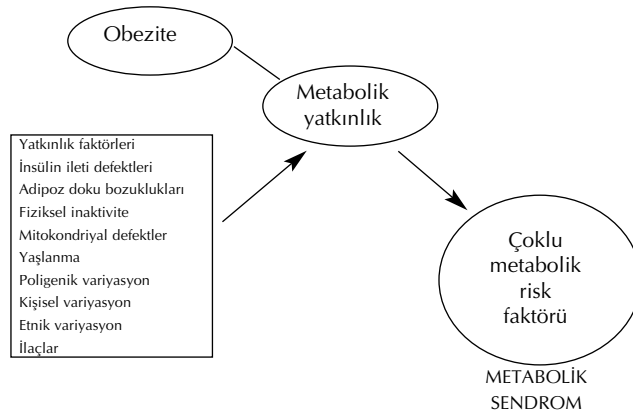 Obezite
Metabolik
yatkınlık
Yatkınlık faktörleri
İnsülin ileti defektleri
Adipoz doku bozuklukları
Fiziksel inaktivite
Mitokondriyal defektler
Yaşlanma
Poligenik variyasyon
Kişisel variyasyon
Etnik variyasyon
İlaçlar
Çoklu
metabolik
risk
faktörü
METABOLİK
SENDROM